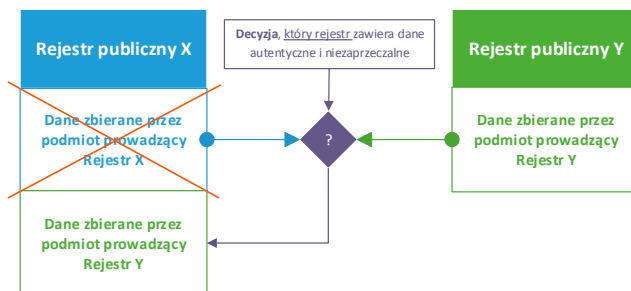 Rejestr publiczny X
Decyzja, który rejestr zawiera dane
autentyczne i niezaprzeczalne
Rejestr publiczny Y
Dane zbierane przez
podmiot prowadzący
Rejestr X
?
Dane zbierane przez
podmiot prowadzący
Rejestr Y
Dane zbierane przez
podmiot prowadzący
Rejestr Y